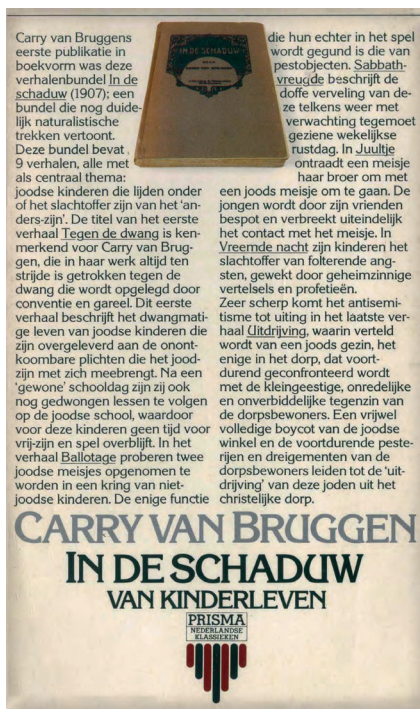 Carry van Bruggens
eerste publikatie in
boekvorm was deze
verhalenbundel In de
schaduw (1907); een
bundel die nog duide-
lijk naturalistische
trekken vertoont.
Deze bundel bevat
9 verhalen, alle met
als centraal thema:
joodse kinderen die lijden onder
of het slachtoffer zijn van het 'an-
ders-zijn'. De titel van het eerste
verhaal Tegen de dwang is ken-
merkend voor Carry van Brug-
gen, die in haar werk altijd ten
strijde is getrokken tegen de
dwang die wordt opgelegd door
conventie en gareel. Dit eerste
verhaal beschrijft het dwangmati-
ge leven van joodse kinderen die
zijn overgeleverd aan de onont-
koombare plichten die het jood-
zijn met zich meebrengt. Na een
'gewone' schooldag zijn zij ook
nog gedwongen lessen te volgen
op de joodse school, waardoor
voor deze kinderen geen tijd voor
vrij-zijn en spel overblijft. In het
verhaal Ballotage proberen twee
joodse meisjes opgenomen te
worden in een kring van niet-
joodse kinderen. De enige functie
die hun echter in het spel
wordt gegund is die van
pestobjecten. Sabbath-
vreugde beschrijft de
doffe verveling van de-
ze telkens weer met
verwachting tegemoet
geziene wekelijkse
rustdag. In Juultje
ontraadt een meisje
haar broer om met
een joods meisje om te gaan. De
jongen wordt door zijn vrienden
bespot en verbreekt uiteindelijk
het contact met het meisje. In
Vreemde nacht zijn kinderen het
slachtoffer van folterende ang-
sten, gewekt door geheimzinnige
vertelsels en profetieën.
Zeer scherp komt het antisemi-
tisme tot uiting in het laatste ver-
haal Uitdrijving, waarin verteld
wordt van een joods gezin, het
enige in het dorp, dat voort-
durend geconfronteerd wordt
met de kleingeestige, onredelijke
en onverbiddelijke tegenzin van
de dorpsbewoners. Een vrijwel
volledige boycot van de joodse
winkel en de voortdurende peste-
rijen en dreigementen van de
dorpsbewoners leiden tot de 'uit-
drijving' van deze joden uit het
christelijke dorp.
IN DE SCHADUW
CARRY VAN BRUGGEN
IN DE SCHADUW
VAN KINDERLEVEN
PRISMA
NEDERLANDSE
KLASSIEKEN